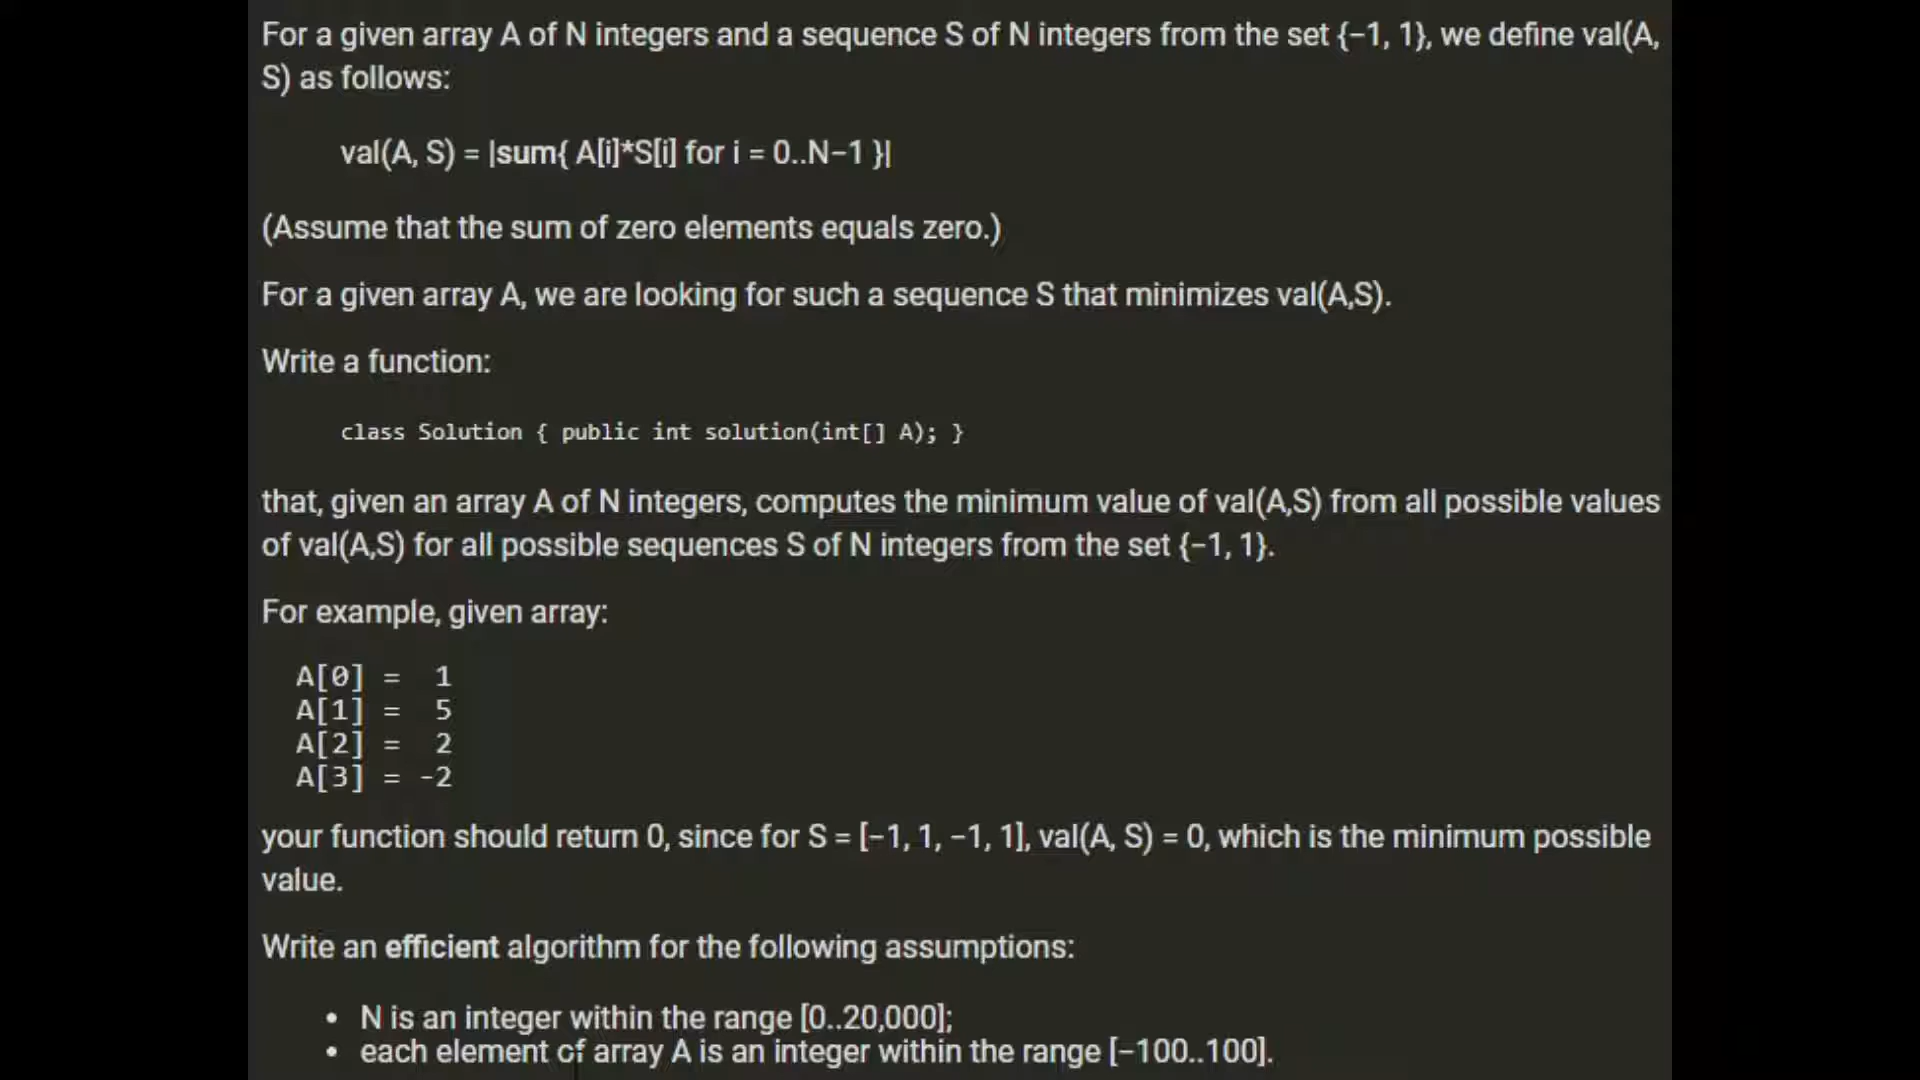 For a given array A of N integers and a sequence S of N integers from the set {−1, 1}, we define val(A,
S) as follows:
val(A, S) = |sum{ A[i]*S[i] for i = 0..N−1 }|
(Assume that the sum of zero elements equals zero.)
For a given array A, we are looking for such a sequence S that minimizes val(A,S).
Write a function:
class Solution { public int solution(int[] A); }
that, given an array A of N integers, computes the minimum value of val(A,S) from all possible values
of val(A,S) for all possible sequences S of N integers from the set {−1, 1}.
For example, given array:
A[0] = 1
A[1] = 5
A[2] = 2
A[3] = -2
your function should return 0, since for S = [−1, 1, −1, 1], val(A, S) = 0, which is the minimum possible
value.
Write an efficient algorithm for the following assumptions:
• N is an integer within the range [0..20,000];
• each element of array A is an integer within the range [−100..100].